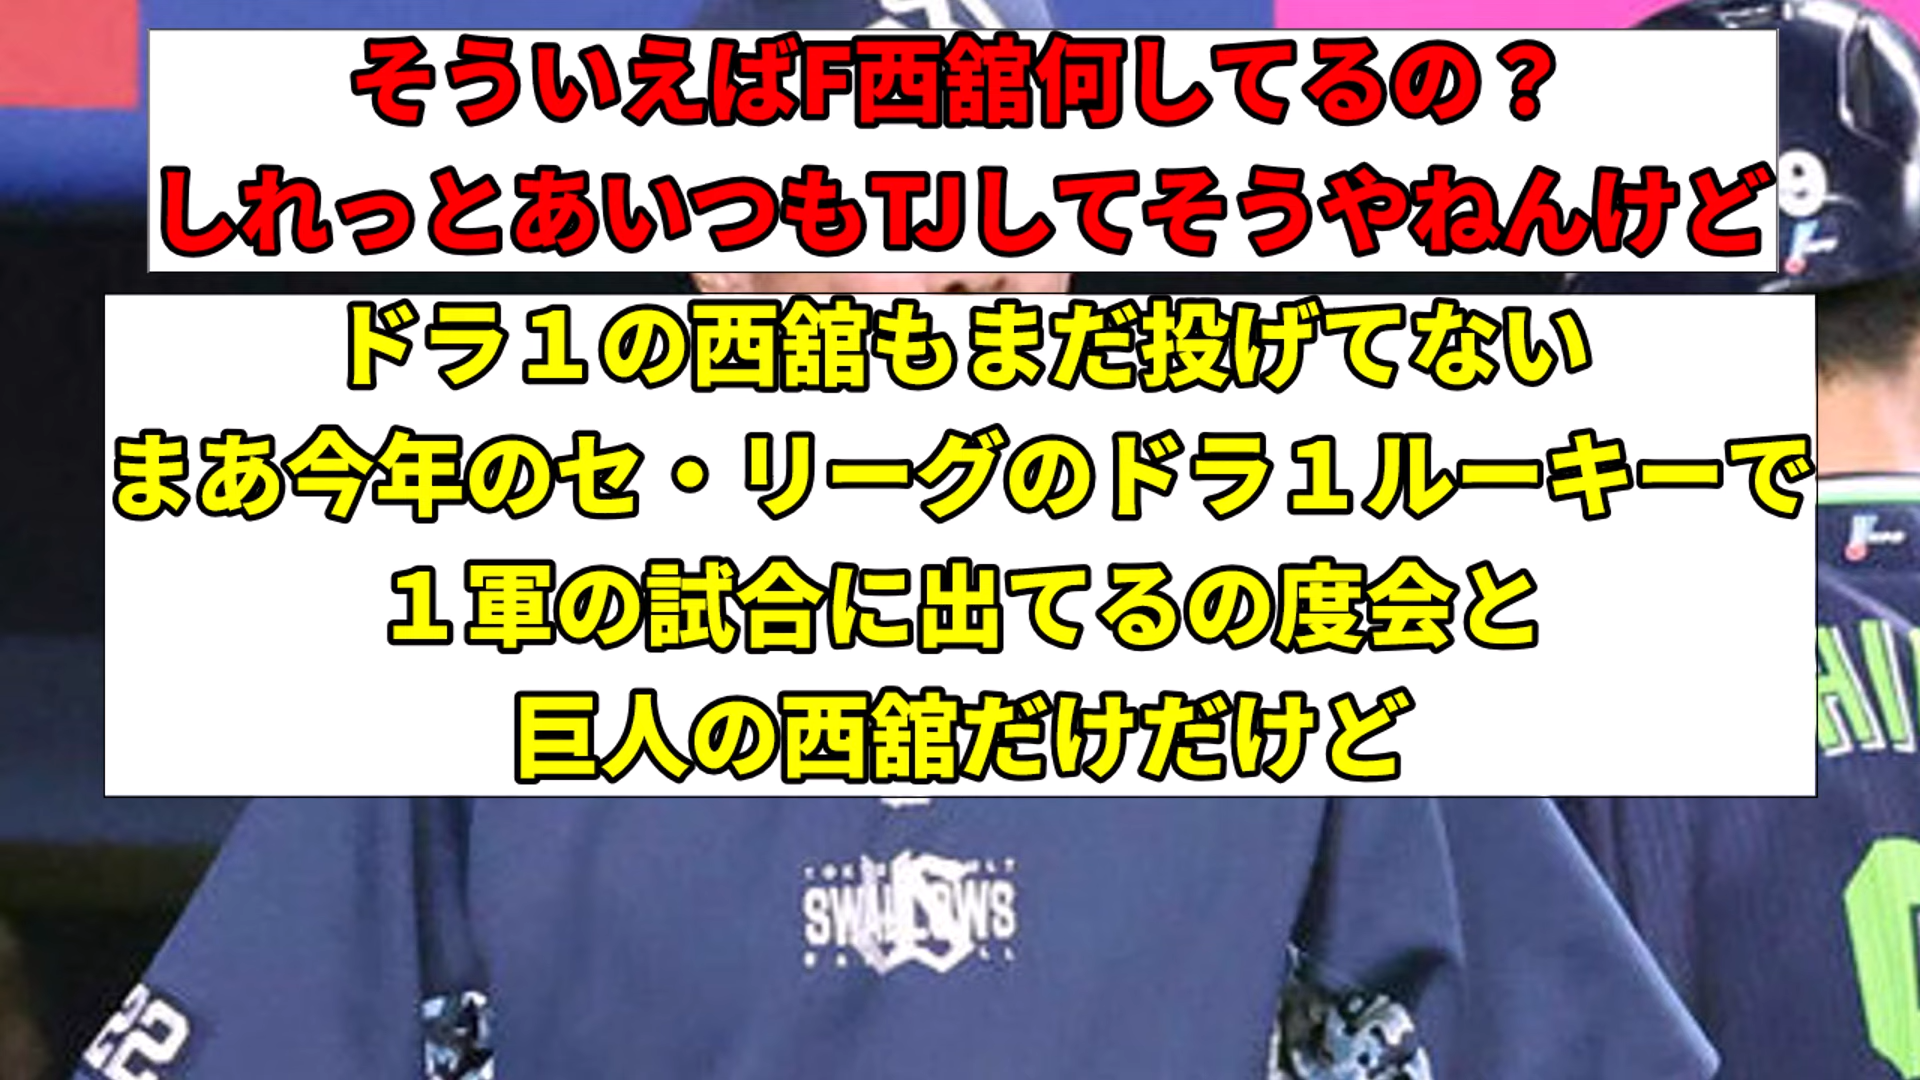 そういえばF西舘何してるの？
しれっとあいつもTJしてそうやねんけど
ドラ１の西舘もまだ投げてない
まあ今年のセ・リーグのドラ１ルーキーで
１軍の試合に出てるの度会と
巨人の西舘だけだけど
SWALLOWS
22